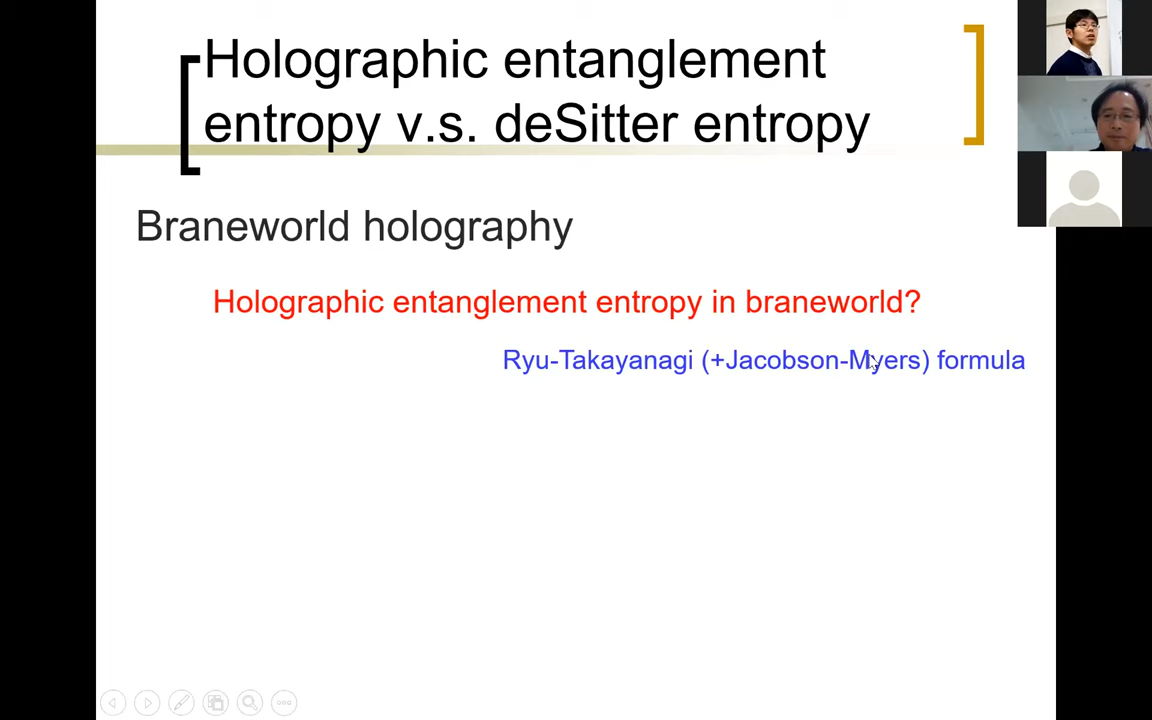 Holographic entanglement
entropy v.s. deSitter entropy
Braneworld holography
Holographic entanglement entropy in braneworld?
Ryu-Takayanagi (+Jacobson-Myers) formula